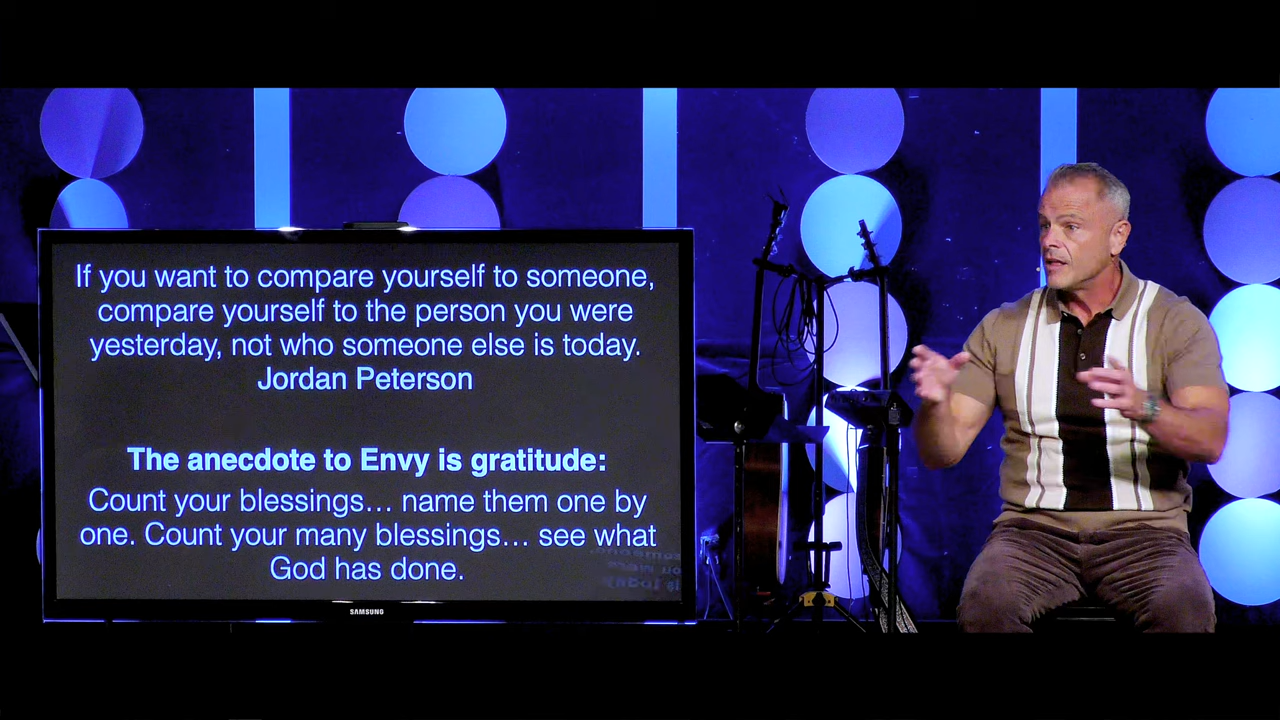 If you want to compare yourself to someone,
compare yourself to the person you were
yesterday, not who someone else is today.
Jordan Peterson
The anecdote to Envy is gratitude:
Count your blessings… name them one by
one. Count your many blessings… see what
God has done.
SAMSUNG